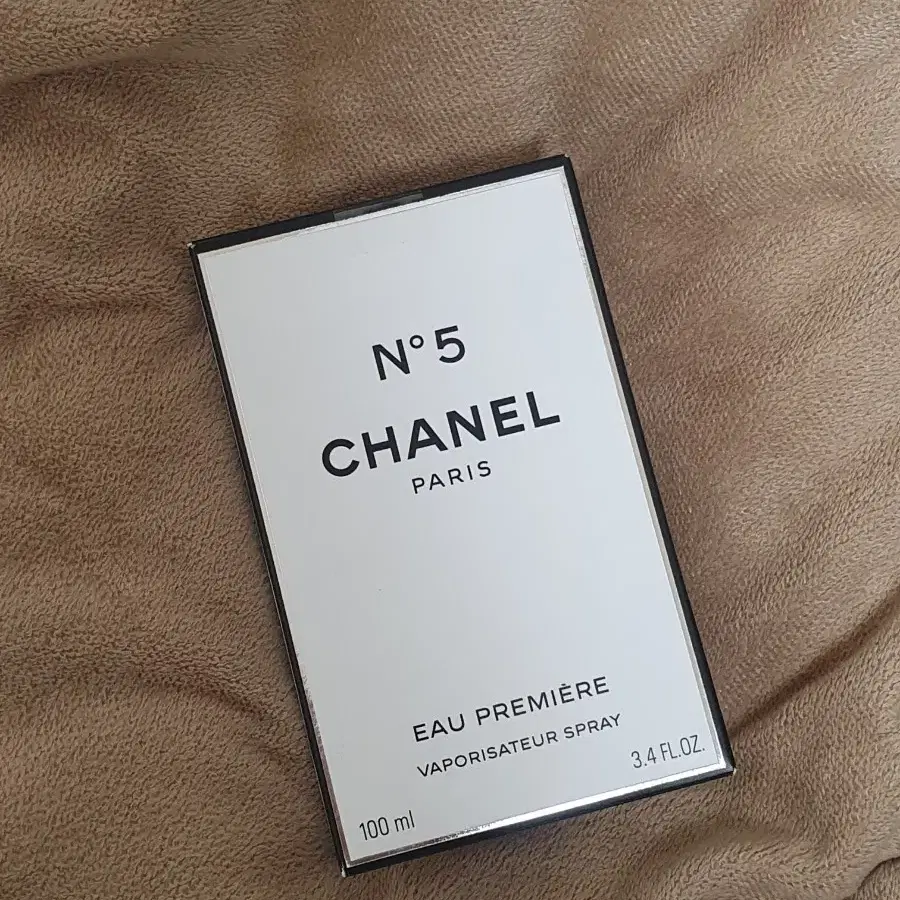 N°5
CHANEL
PARIS
EAU PREMIÈRE
VAPORISATEUR SPRAY
100 ml
3.4 FL.OZ.